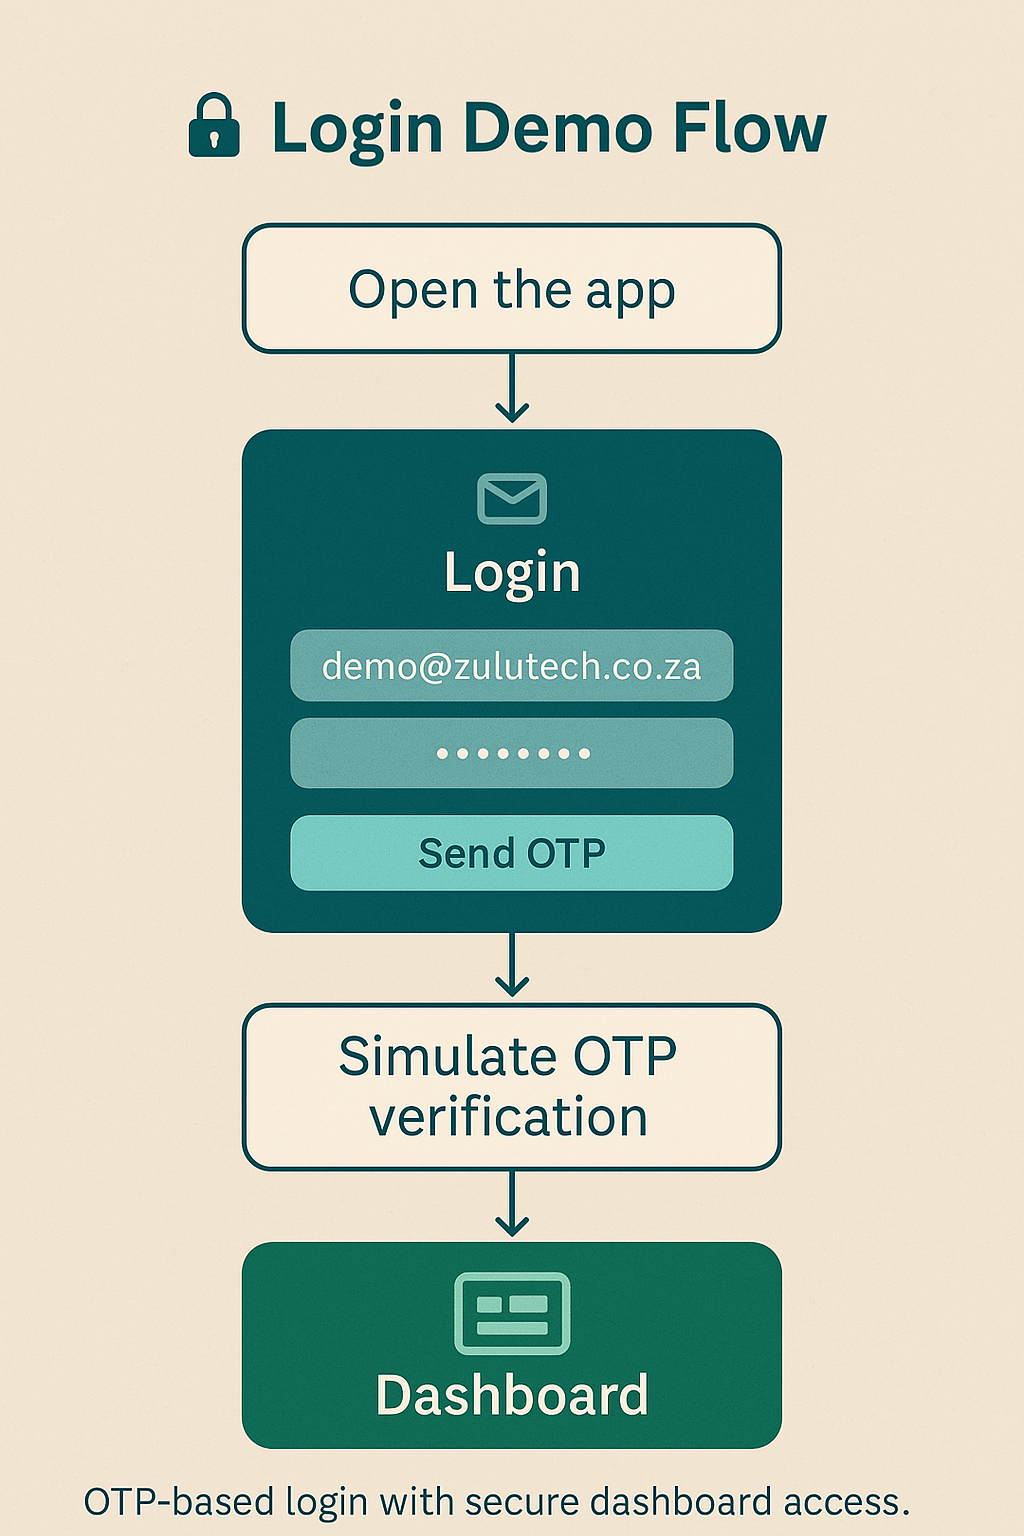 Login Demo Flow
Open the app
Login
demo@zulutech.co.za
••••••••
Send OTP
Simulate OTP
verification
Dashboard
OTP-based login with secure dashboard access.